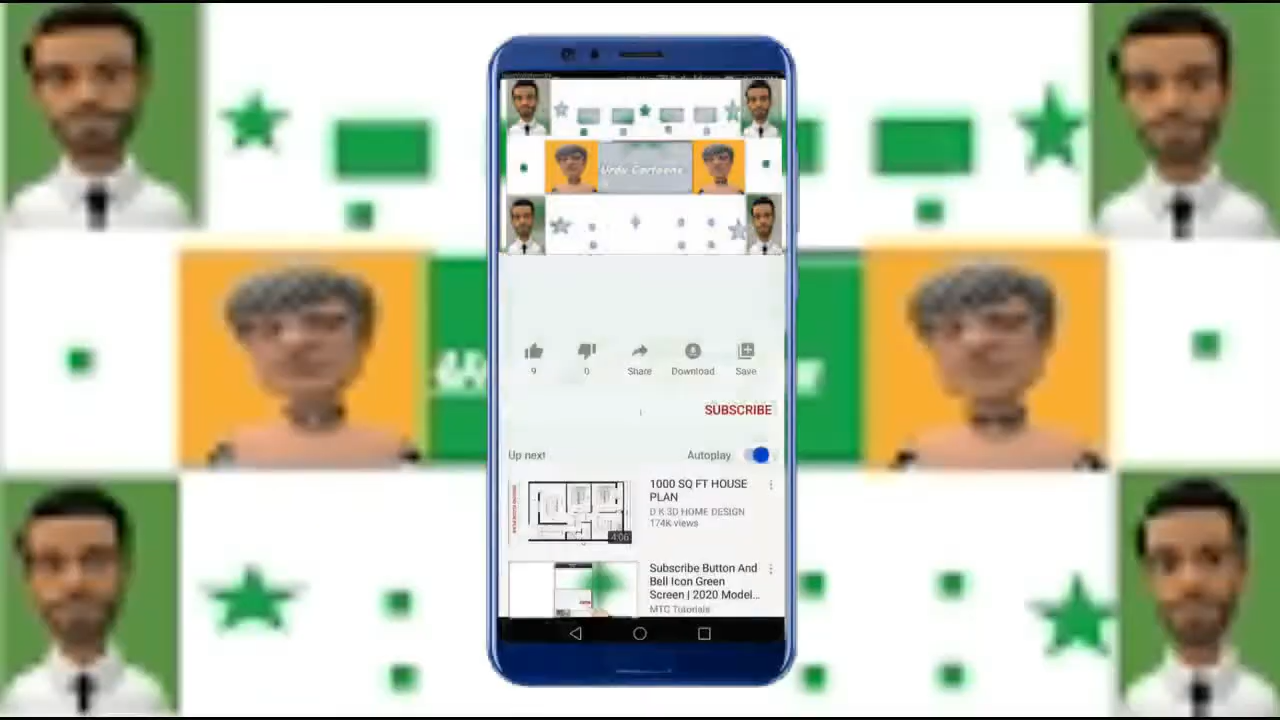 Urdu Cartoons
9
0
Share
Download
Save
SUBSCRIBE
Up next
Autoplay
1000 SQ FT HOUSE
PLAN
D K 3D HOME DESIGN
174K views
4:06
Subscribe Button And
Bell Icon Green
Screen | 2020 Model...
MTC Tutorials